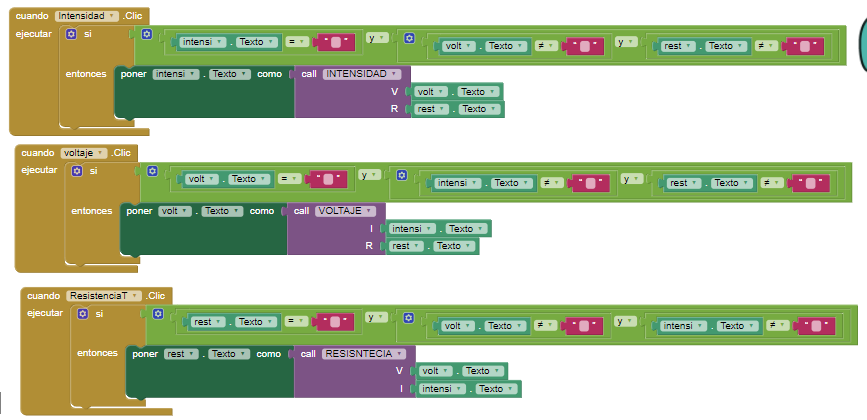 cuando Intensidad .Clic
ejecutar si intensi . Texto = " " y volt . Texto ≠ " " y rest . Texto ≠ " "
entonces poner intensi . Texto como call INTENSIDAD
V volt . Texto
R rest . Texto
cuando voltaje .Clic
ejecutar si volt . Texto = " " y intensi . Texto ≠ " " y rest . Texto ≠ " "
entonces poner volt . Texto como call VOLTAJE
I intensi . Texto
R rest . Texto
cuando ResistenciaT .Clic
ejecutar si rest . Texto = " " y volt . Texto ≠ " " y intensi . Texto ≠ " "
entonces poner rest . Texto como call RESISNTECIA
V volt . Texto
I intensi . Texto